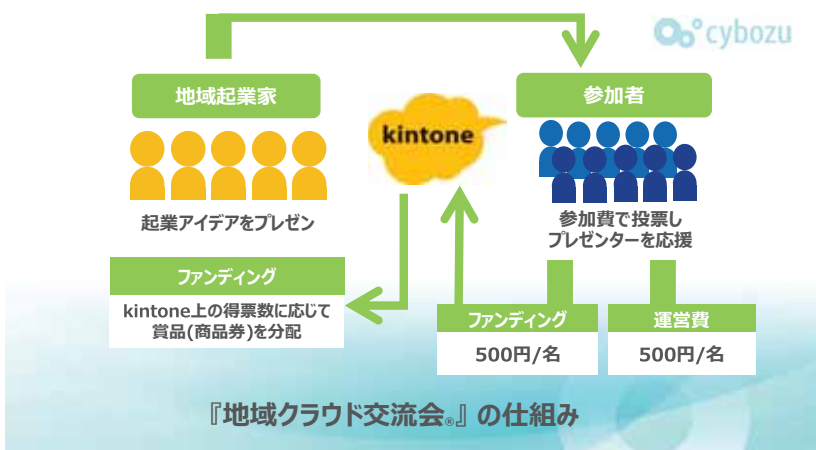 cybozu
地域起業家
参加者
kintone
起業アイデアをプレゼン
参加費で投票し
プレゼンターを応援
ファンディング
kintone上の得票数に応じて
賞品(商品券)を分配
ファンディング
500円/名
運営費
500円/名
『地域クラウド交流会®』の仕組み